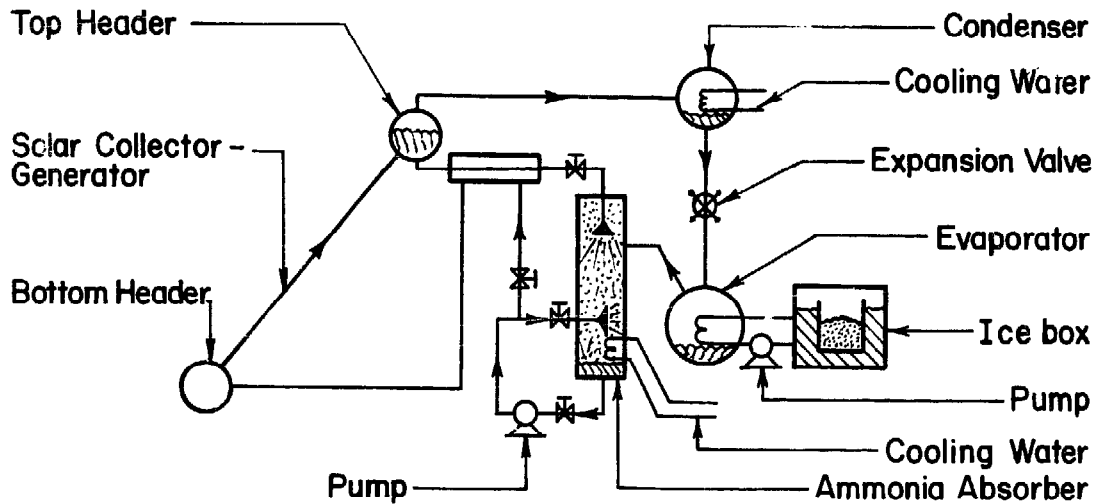 Top Header
Condenser
Cooling Water
Solar Collector -
Generator
Expansion Valve
Evaporator
Bottom Header
Ice box
Pump
Cooling Water
Pump
Ammonia Absorber